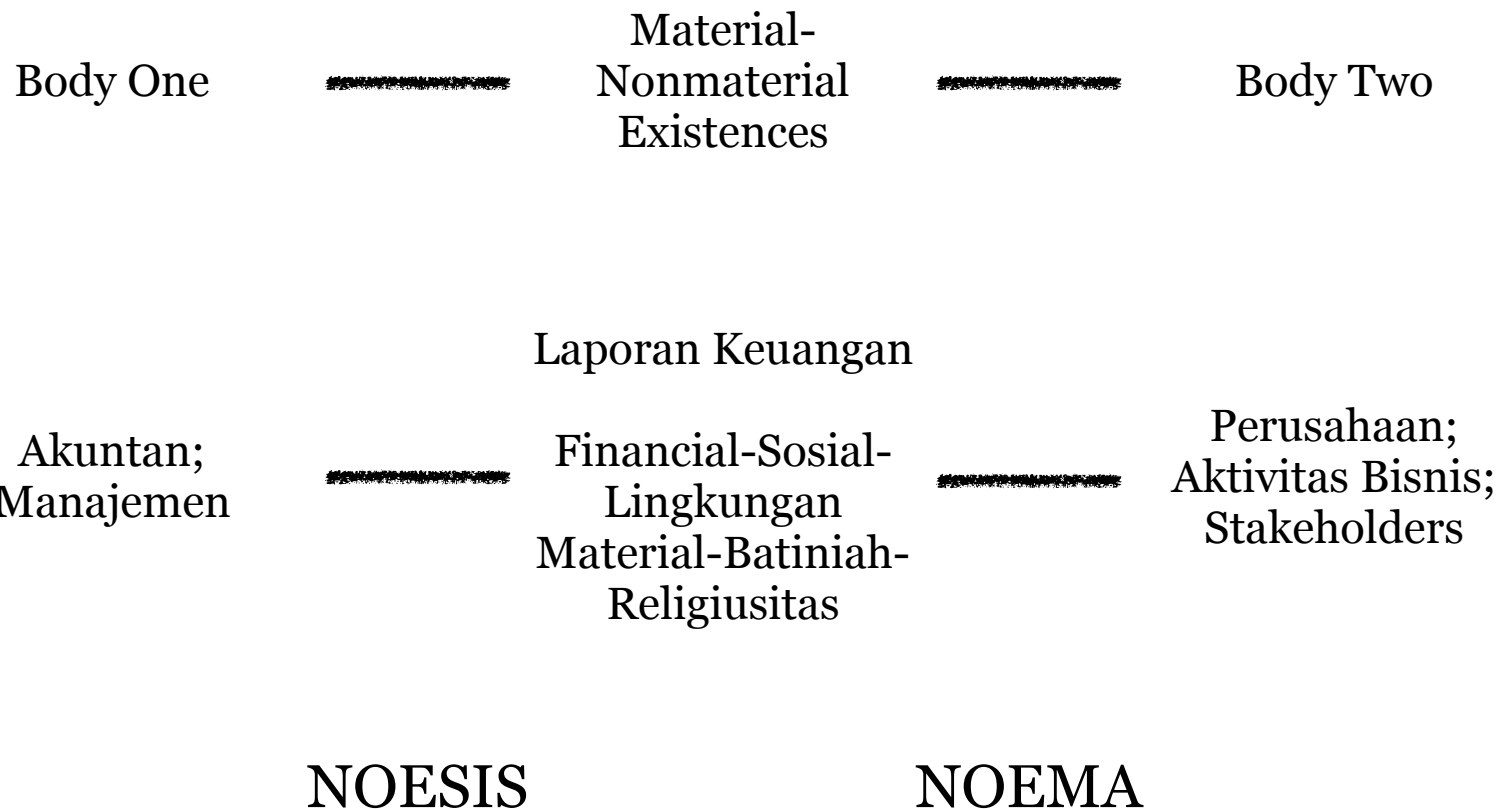 Body One
Material-
Nonmaterial
Existences
Body Two
Laporan Keuangan
Akuntan;
Manajemen
Financial-Sosial-
Lingkungan
Material-Batiniah-
Religiusitas
Perusahaan;
Aktivitas Bisnis;
Stakeholders
NOESIS
NOEMA